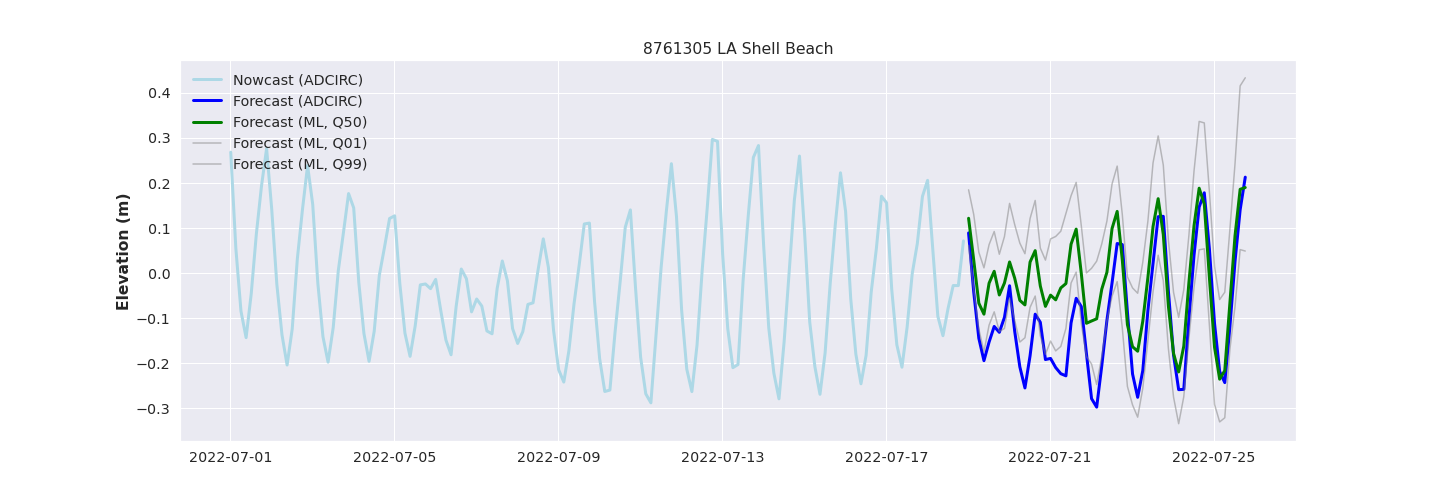 8761305 LA Shell Beach
Nowcast (ADCIRC)
Forecast (ADCIRC)
Forecast (ML, Q50)
Forecast (ML, Q01)
Forecast (ML, Q99)
Elevation (m)
0.4
0.3
0.2
0.1
0.0
−0.1
−0.2
−0.3
2022-07-01 2022-07-05 2022-07-09 2022-07-13 2022-07-17 2022-07-21 2022-07-25